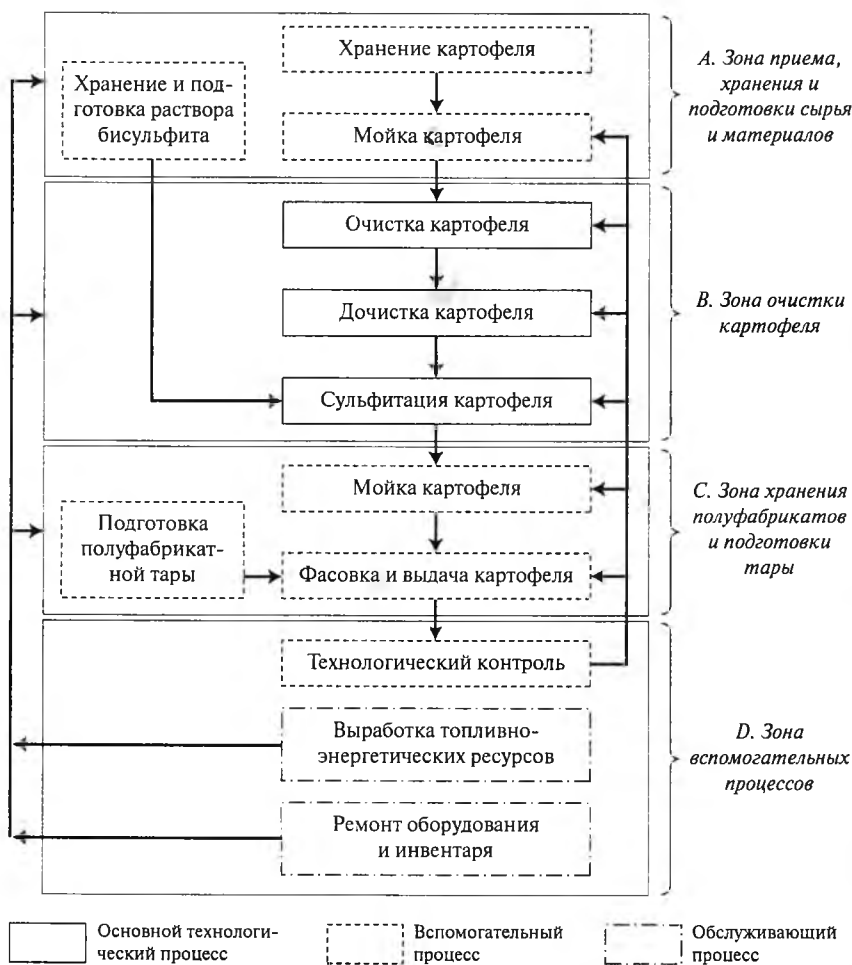 Хранение картофеля
Хранение и под-
готовка раствора
бисульфита
Мойка картофеля
А. Зона приема,
хранения и
подготовки сырья
и материалов
Очистка картофеля
Дочистка картофеля
Сульфитация картофеля
В. Зона очистки
картофеля
Мойка картофеля
Подготовка
полуфабрикат-
ной тары
Фасовка и выдача картофеля
С. Зона хранения
полуфабрикатов
и подготовки
тары
Технологический контроль
Выработка топливно-
энергетических ресурсов
Ремонт оборудования
и инвентаря
D. Зона
вспомогательных
процессов
Основной технологи-
ческий процесс
Вспомогательный
процесс
Обслуживающий
процесс